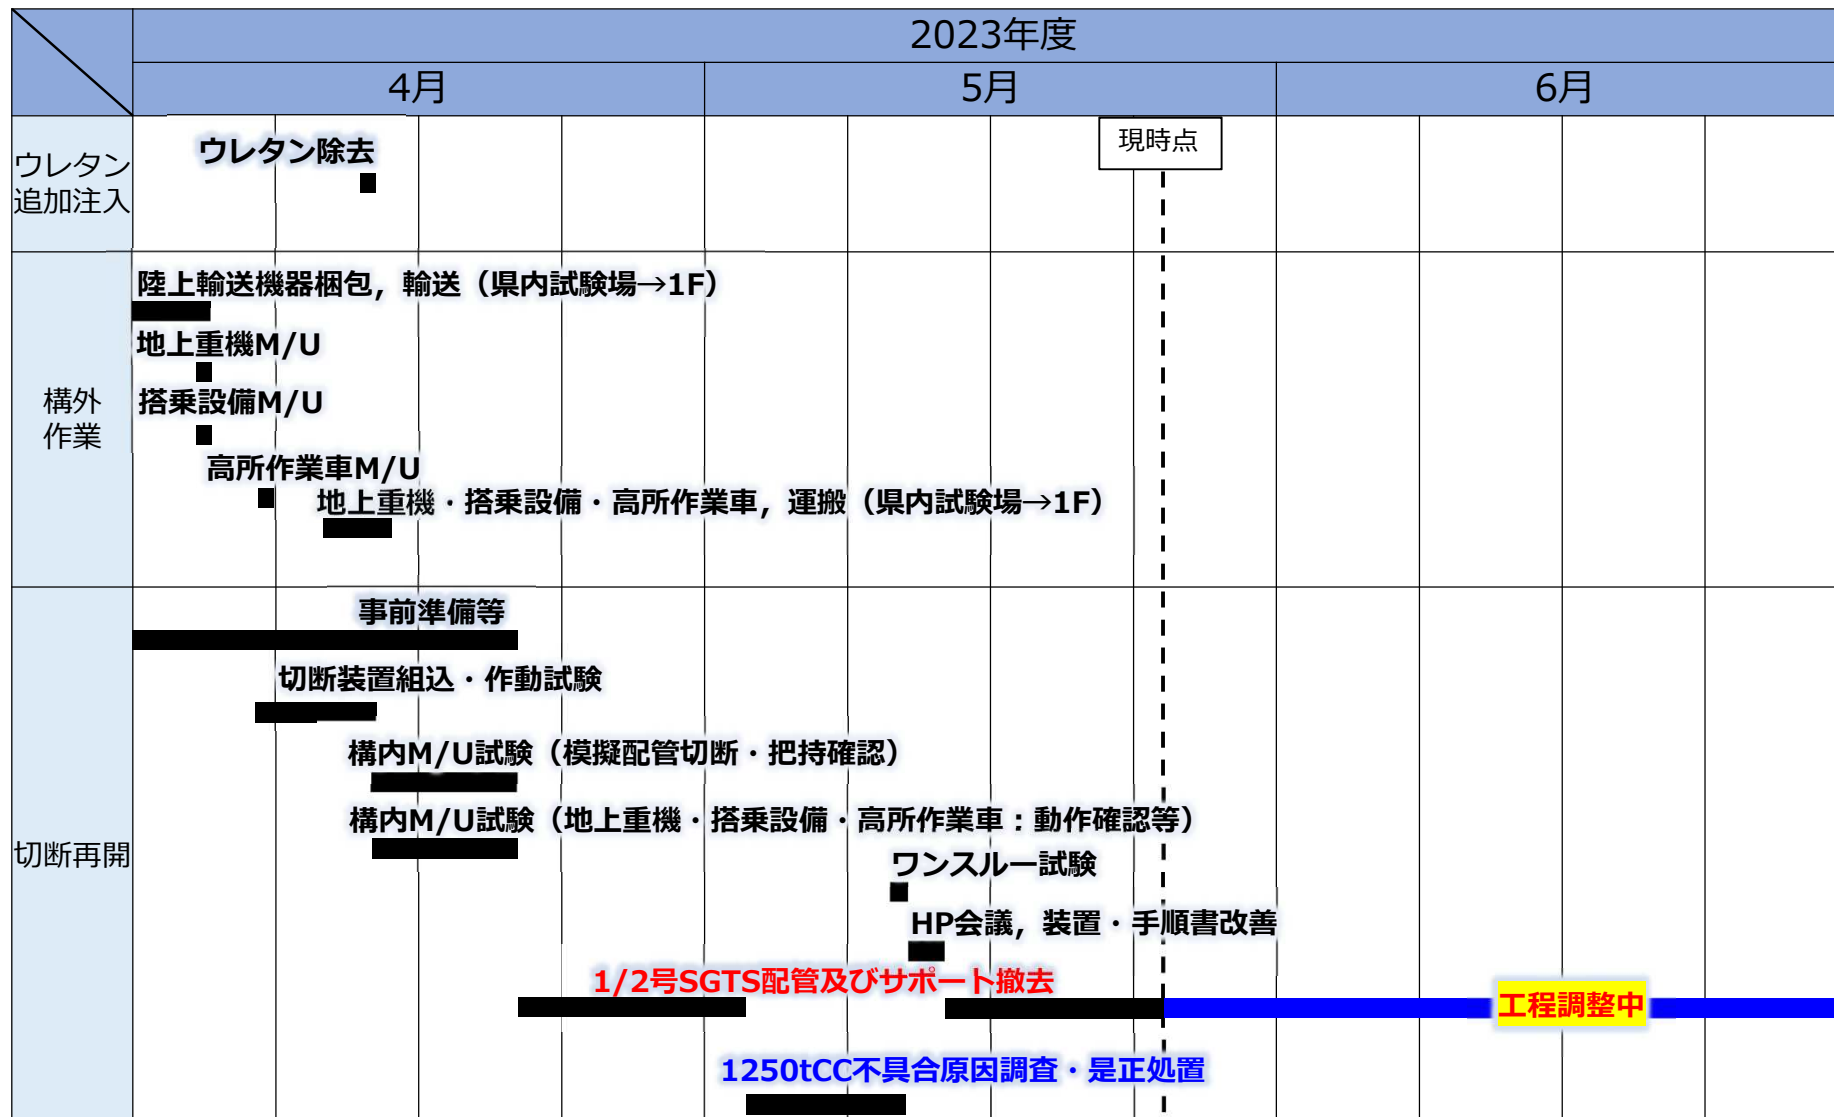 2023年度
4月
5月
6月
ウレタン
追加注入
ウレタン除去
現時点
構外
作業
陸上輸送機器梱包，輸送（県内試験場→1F）
地上重機M/U
搭乗設備M/U
高所作業車M/U
地上重機・搭乗設備・高所作業車，運搬（県内試験場→1F）
切断再開
事前準備等
切断装置組込・作動試験
構内M/U試験（模擬配管切断・把持確認）
構内M/U試験（地上重機・搭乗設備・高所作業車：動作確認等）
ワンスルー試験
HP会議，装置・手順書改善
1/2号SGTS配管及びサポート撤去
工程調整中
1250tCC不具合原因調査・是正処置